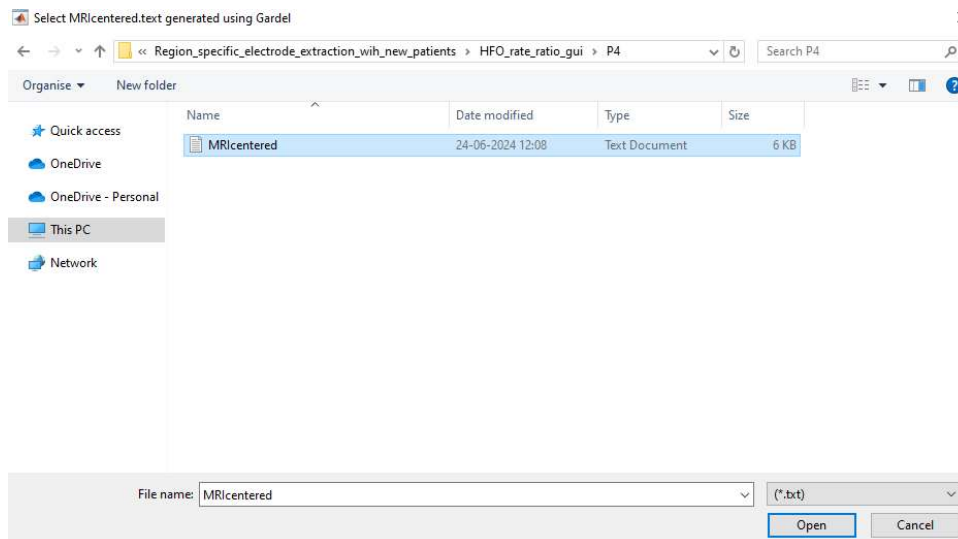 Select MRIcentered.text generated using Gardel
« Region_specific_electrode_extraction_wih_new_patients > HFO_rate_ratio_gui > P4
Search P4
Organise
New folder
Name
Date modified
Type
Size
Quick access
OneDrive
OneDrive - Personal
This PC
Network
MRIcentered
24-06-2024 12:08
Text Document
6 KB
File name:
MRIcentered
(*.txt)
Open
Cancel